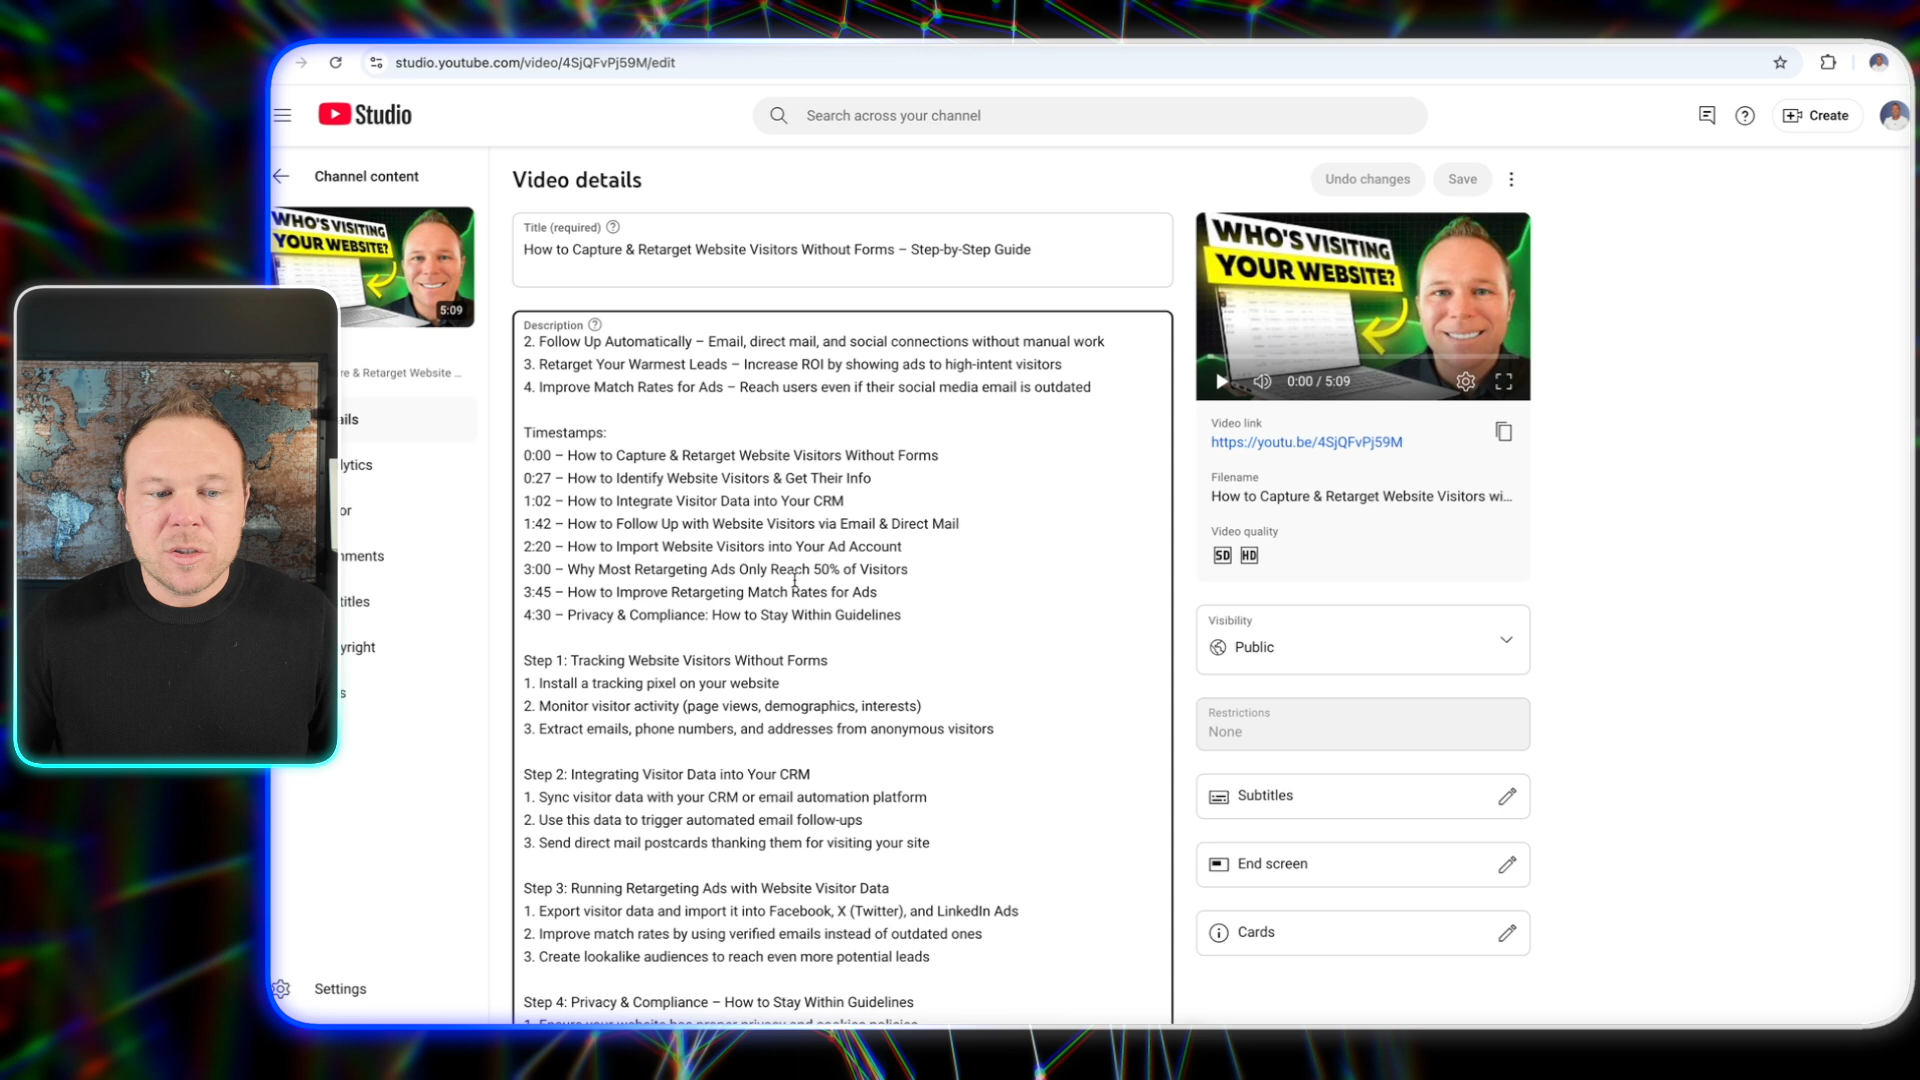 studio.youtube.com/video/4SjQFvPj59M/edit
Studio
Search across your channel
Create
Channel content
WHO'S VISITING
YOUR WEBSITE?
5:09
re & Retarget Website ...
ails
lytics
or
mments
titles
yright
s
Settings
Video details
Undo changes
Save
Title (required)
How to Capture & Retarget Website Visitors Without Forms – Step-by-Step Guide
Description
2. Follow Up Automatically – Email, direct mail, and social connections without manual work
3. Retarget Your Warmest Leads – Increase ROI by showing ads to high-intent visitors
4. Improve Match Rates for Ads – Reach users even if their social media email is outdated
Timestamps:
0:00 – How to Capture & Retarget Website Visitors Without Forms
0:27 – How to Identify Website Visitors & Get Their Info
1:02 – How to Integrate Visitor Data into Your CRM
1:42 – How to Follow Up with Website Visitors via Email & Direct Mail
2:20 – How to Import Website Visitors into Your Ad Account
3:00 – Why Most Retargeting Ads Only Reach 50% of Visitors
3:45 – How to Improve Retargeting Match Rates for Ads
4:30 – Privacy & Compliance: How to Stay Within Guidelines
Step 1: Tracking Website Visitors Without Forms
1. Install a tracking pixel on your website
2. Monitor visitor activity (page views, demographics, interests)
3. Extract emails, phone numbers, and addresses from anonymous visitors
Step 2: Integrating Visitor Data into Your CRM
1. Sync visitor data with your CRM or email automation platform
2. Use this data to trigger automated email follow-ups
3. Send direct mail postcards thanking them for visiting your site
Step 3: Running Retargeting Ads with Website Visitor Data
1. Export visitor data and import it into Facebook, X (Twitter), and LinkedIn Ads
2. Improve match rates by using verified emails instead of outdated ones
3. Create lookalike audiences to reach even more potential leads
Step 4: Privacy & Compliance – How to Stay Within Guidelines
1. Ensure your website has proper privacy and cookies policies
WHO'S VISITING
YOUR WEBSITE?
0:00 / 5:09
Video link
https://youtu.be/4SjQFvPj59M
Filename
How to Capture & Retarget Website Visitors wi...
Video quality
SD HD
Visibility
Public
Restrictions
None
Subtitles
End screen
Cards